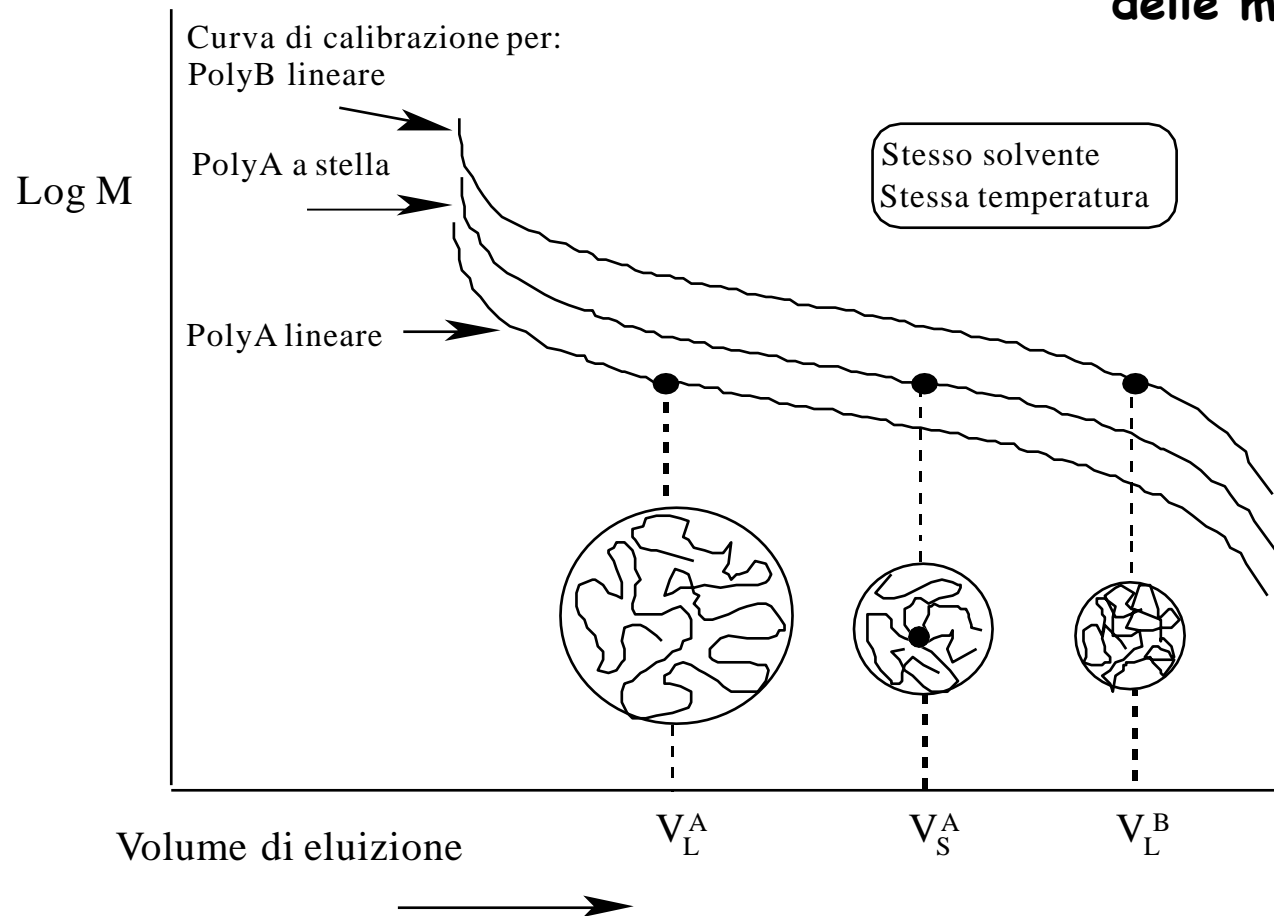 delle m
Curva di calibrazione per:
PolyB lineare
PolyA a stella
Log M
Stesso solvente
Stessa temperatura
PolyA lineare
V_L^A
V_S^A
V_L^B
Volume di eluizione